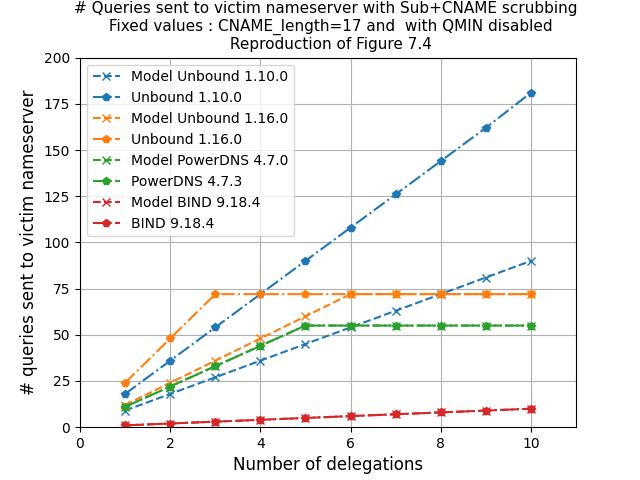 # Queries sent to victim nameserver with Sub+CNAME scrubbing
Fixed values : CNAME_length=17 and  with QMIN disabled
Reproduction of Figure 7.4
200
175
150
125
100
75
50
25
0
# queries sent to victim nameserver
Model Unbound 1.10.0
Unbound 1.10.0
Model Unbound 1.16.0
Unbound 1.16.0
Model PowerDNS 4.7.0
PowerDNS 4.7.3
Model BIND 9.18.4
BIND 9.18.4
0 2 4 6 8 10
Number of delegations